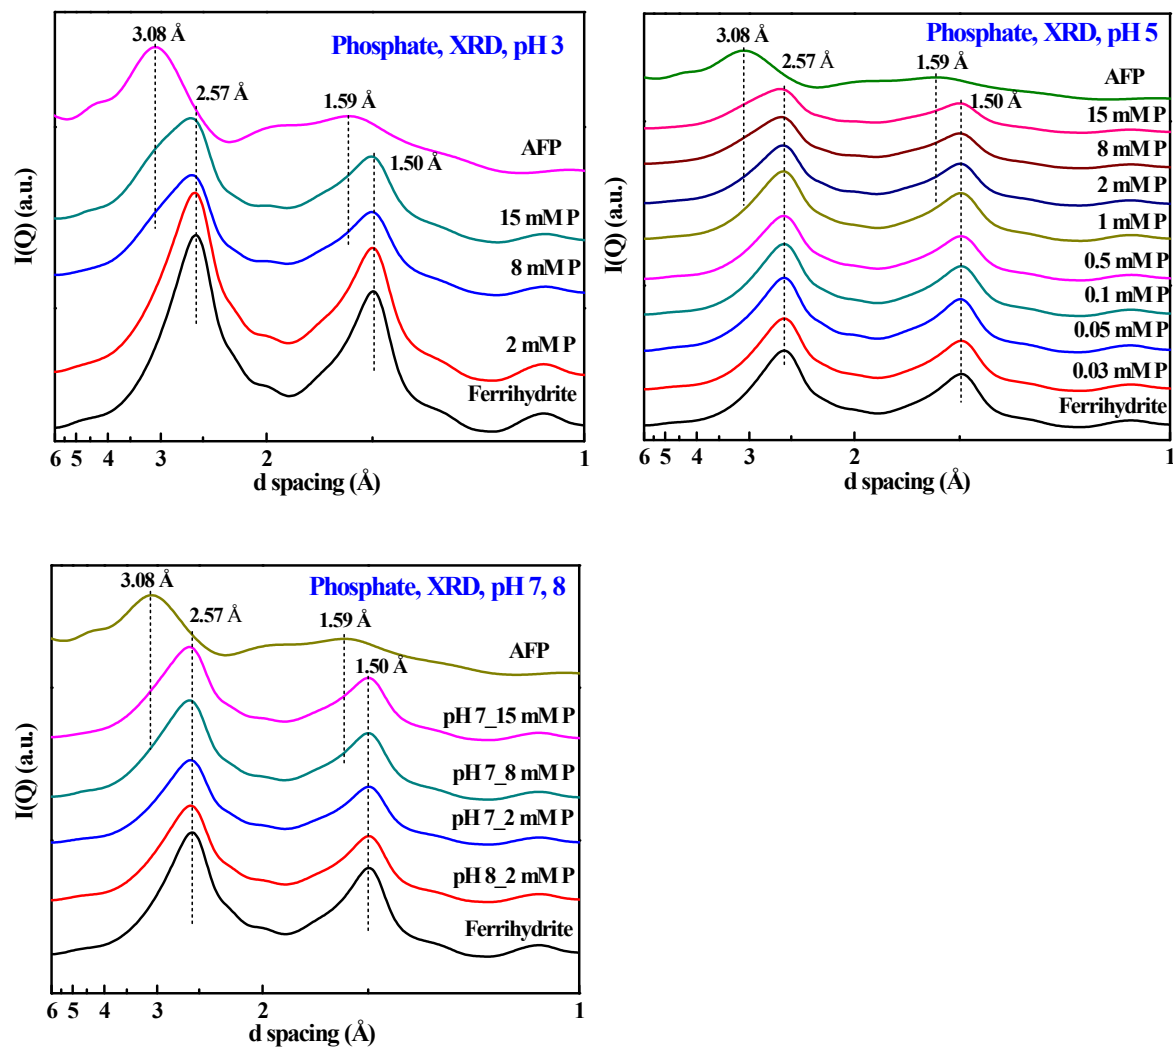 Phosphate, XRD, pH 3
3.08 Å
2.57 Å
1.59 Å
1.50 Å
AFP
15 mM P
8 mM P
2 mM P
Ferrihydrite
I(Q) (a.u.)
6 5 4 3 2 1
d spacing (Å)
Phosphate, XRD, pH 5
3.08 Å
2.57 Å
1.59 Å
1.50 Å
AFP
15 mM P
8 mM P
2 mM P
1 mM P
0.5 mM P
0.1 mM P
0.05 mM P
0.03 mM P
Ferrihydrite
I(Q) (a.u.)
6 5 4 3 2 1
d spacing (Å)
Phosphate, XRD, pH 7, 8
3.08 Å
2.57 Å
1.59 Å
1.50 Å
AFP
pH 7_15 mM P
pH 7_8 mM P
pH 7_2 mM P
pH 8_2 mM P
Ferrihydrite
I(Q) (a.u.)
6 5 4 3 2 1
d spacing (Å)